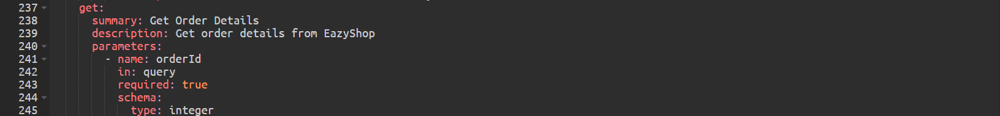 237 get:
238 summary: Get Order Details
239 description: Get order details from EazyShop
240 parameters:
241 - name: orderId
242 in: query
243 required: true
244 schema:
245 type: integer